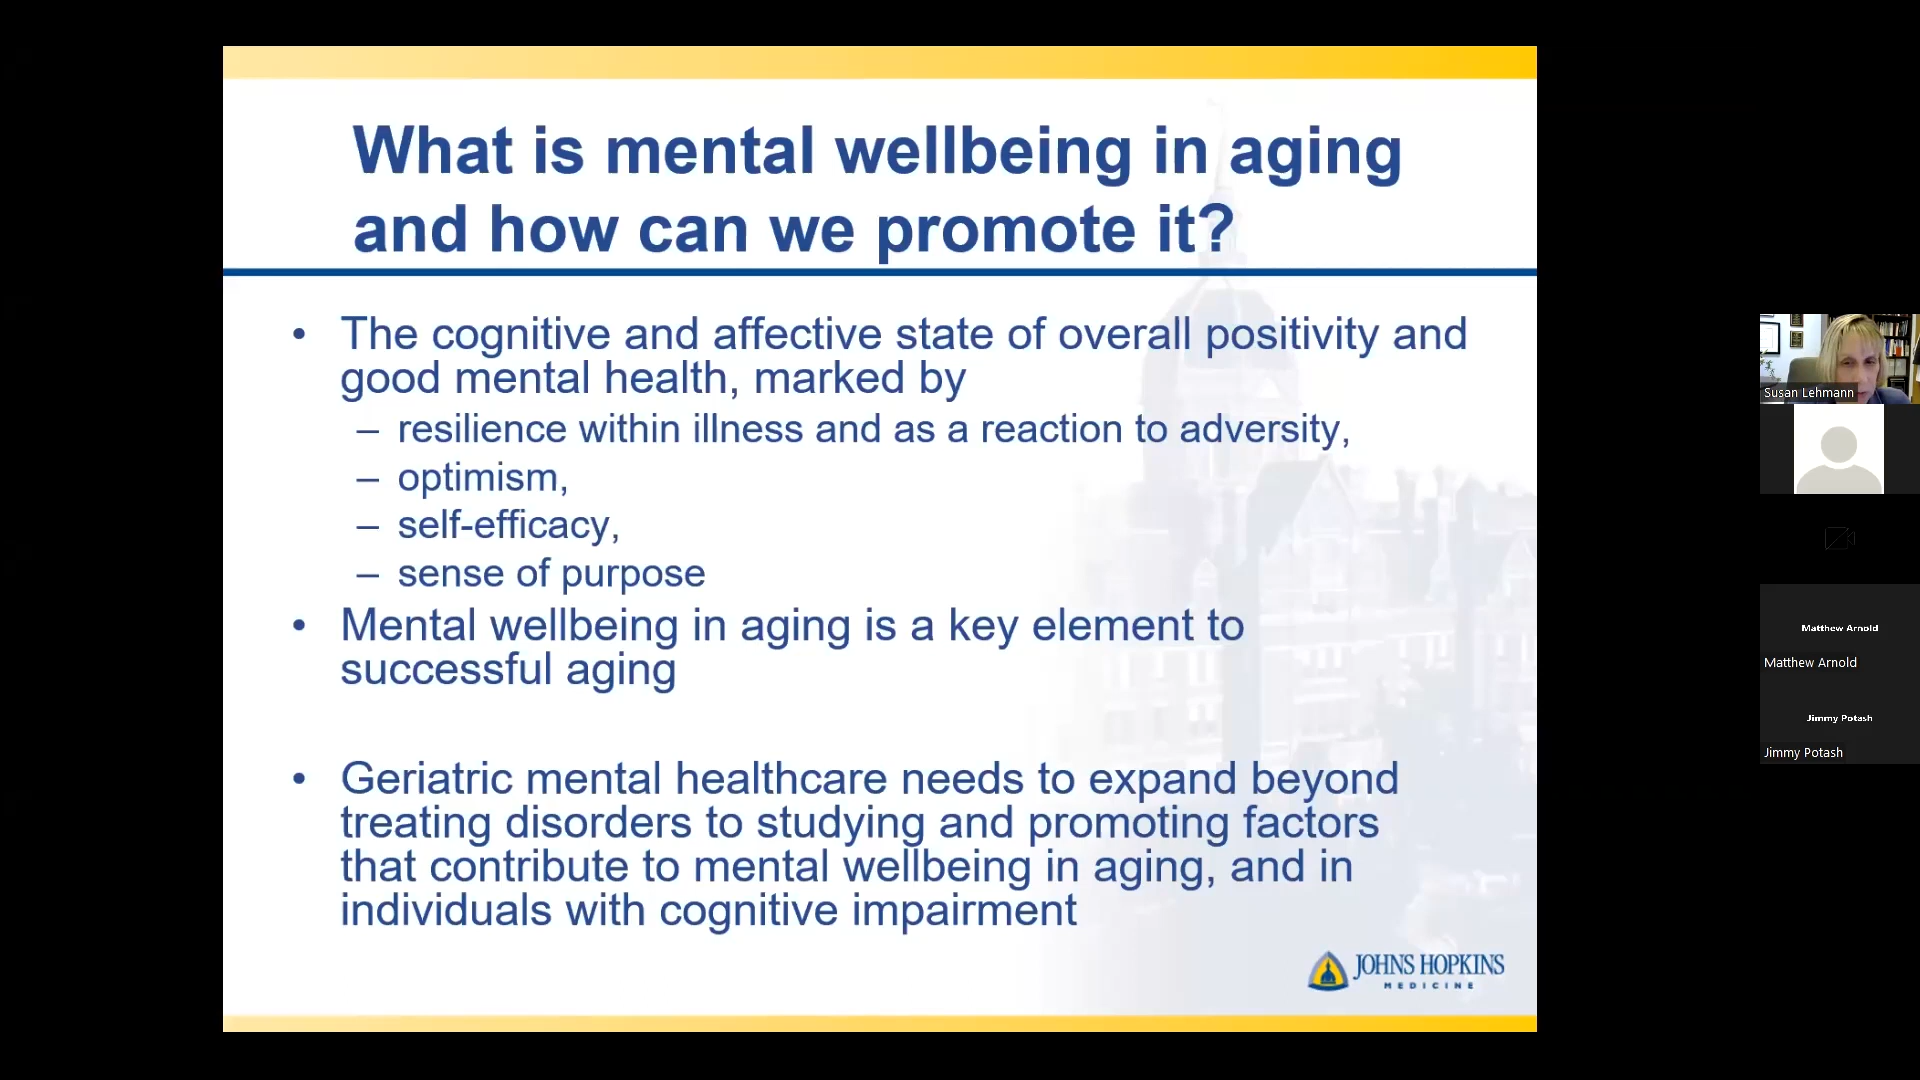 What is mental wellbeing in aging
and how can we promote it?
• The cognitive and affective state of overall positivity and
good mental health, marked by
– resilience within illness and as a reaction to adversity,
– optimism,
– self-efficacy,
– sense of purpose
• Mental wellbeing in aging is a key element to
successful aging
• Geriatric mental healthcare needs to expand beyond
treating disorders to studying and promoting factors
that contribute to mental wellbeing in aging, and in
individuals with cognitive impairment
JOHNS HOPKINS
MEDICINE
Susan Lehmann
Matthew Arnold
Matthew Arnold
Jimmy Potash
Jimmy Potash